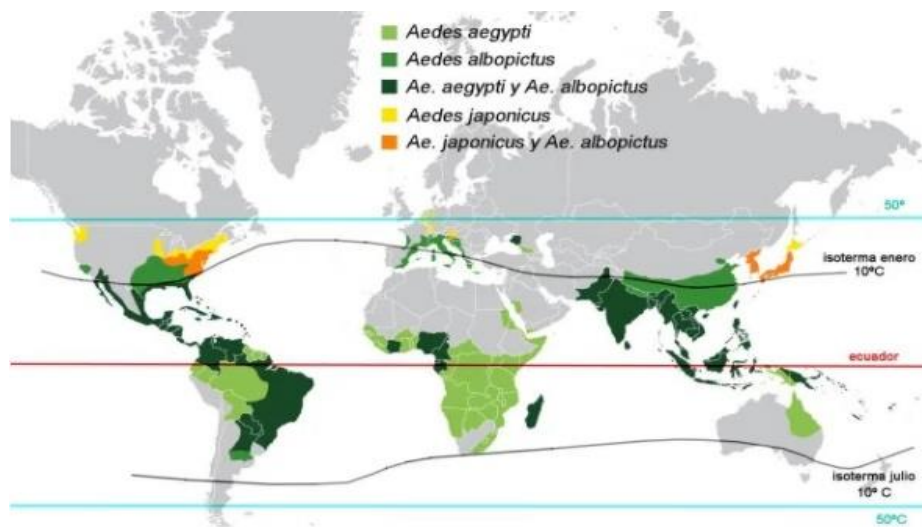 Aedes aegypti
Aedes albopictus
Ae. aegypti y Ae. albopictus
Aedes japonicus
Ae. japonicus y Ae. albopictus
50º
isoterma enero
10ºC
ecuador
isoterma julio
10º C
50ºC